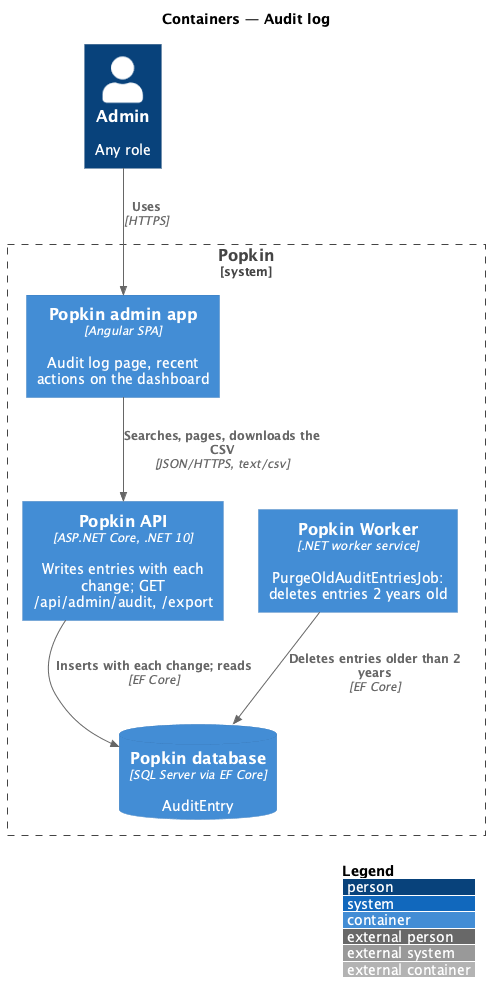 Containers — Audit log
Admin
Any role
Uses
[HTTPS]
Popkin
[system]
Popkin admin app
[Angular SPA]
Audit log page, recent
actions on the dashboard
Searches, pages, downloads the
CSV
[JSON/HTTPS, text/csv]
Popkin API
[ASP.NET Core, .NET 10]
Writes entries with each
change; GET
/api/admin/audit, /export
Popkin Worker
[.NET worker service]
PurgeOldAuditEntriesJob:
deletes entries 2 years old
Inserts with each change; reads
[EF Core]
Deletes entries older than 2
years
[EF Core]
Popkin database
[SQL Server via EF Core]
AuditEntry
Legend
person
system
container
external person
external system
external container